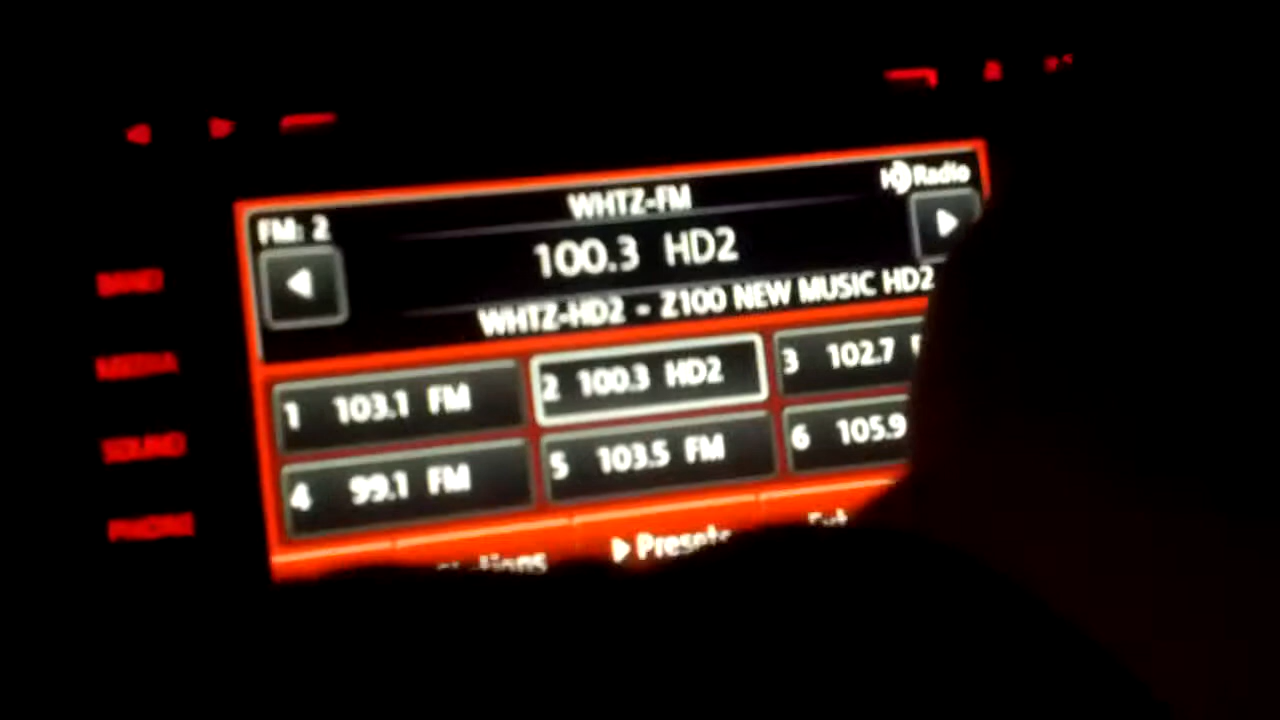 HD Radio
WHTZ-FM
FM: 2
100.3 HD2
WHTZ-HD2 - Z100 NEW MUSIC HD2
1 103.1 FM
2 100.3 HD2
3 102.7
4 99.1 FM
5 103.5 FM
6 105.9
BAND
MEDIA
SOUND
PHONE
Presets